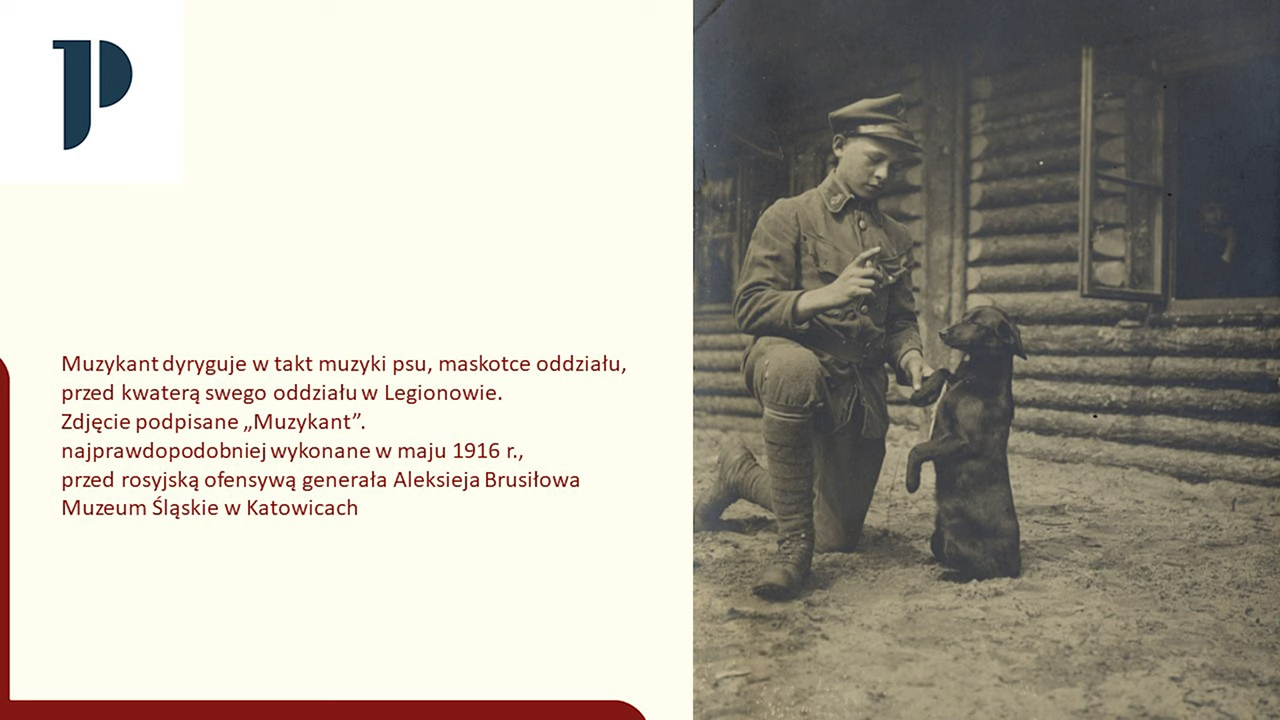 Muzykant dyryguje w takt muzyki psu, maskotce oddziału,
przed kwaterą swego oddziału w Legionowie.
Zdjęcie podpisane „Muzykant”.
najprawdopodobniej wykonane w maju 1916 r.,
przed rosyjską ofensywą generała Aleksieja Brusiłowa
Muzeum Śląskie w Katowicach